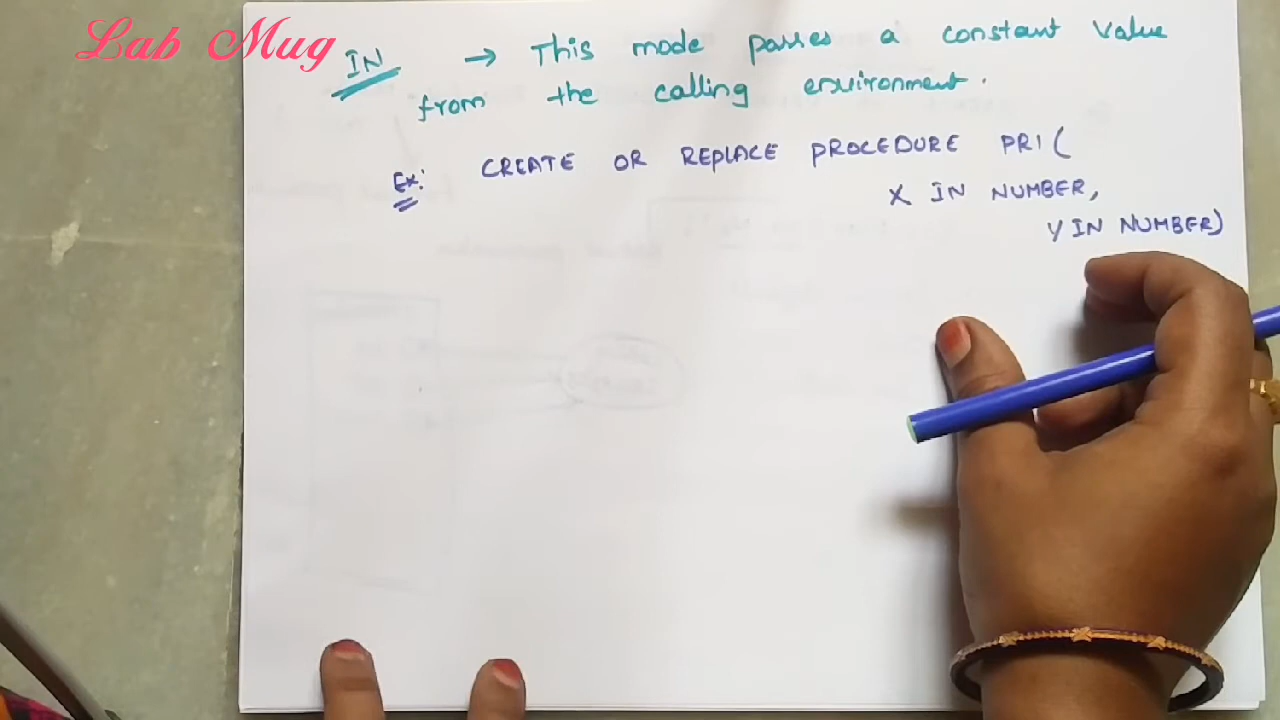 Lab Mug
IN → This mode passes a constant value
from the calling environment.
Ex: CREATE OR REPLACE PROCEDURE PR1(
X IN NUMBER,
Y IN NUMBER)